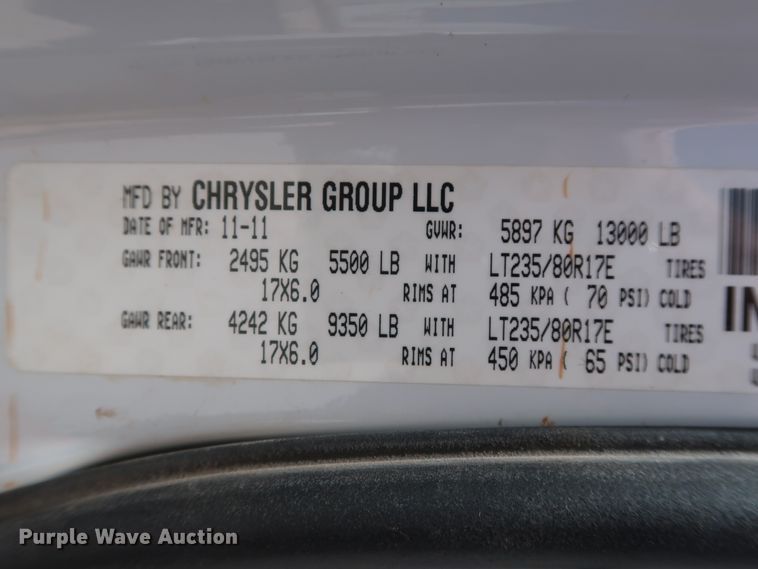 MFD BY CHRYSLER GROUP LLC
DATE OF MFR: 11-11 GVWR: 5897 KG 13000 LB
GAWR FRONT: 2495 KG 5500 LB WITH LT235/80R17E TIRES
17X6.0 RIMS AT 485 KPA ( 70 PSI) COLD
GAWR REAR: 4242 KG 9350 LB WITH LT235/80R17E TIRES
17X6.0 RIMS AT 450 KPA ( 65 PSI) COLD
Purple Wave Auction